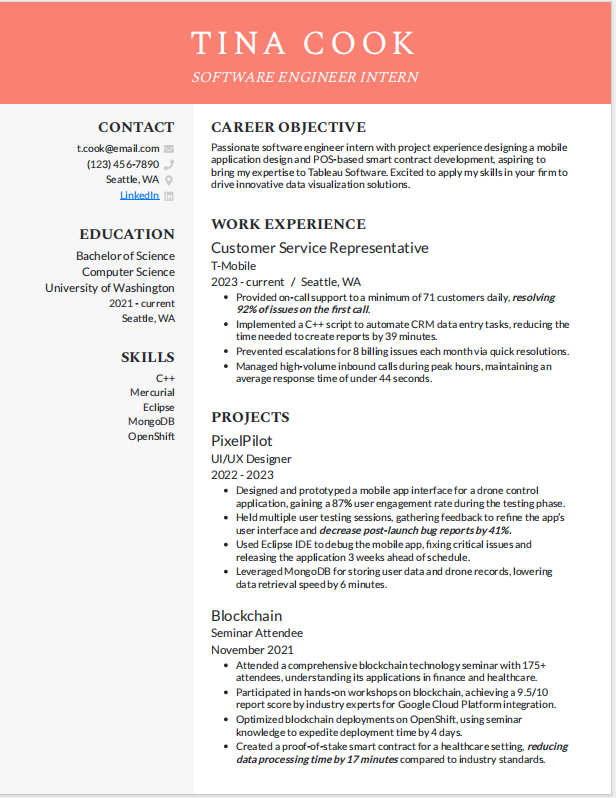 TINA COOK
SOFTWARE ENGINEER INTERN
CONTACT
t.cook@email.com
(123) 456-7890
Seattle, WA
LinkedIn
EDUCATION
Bachelor of Science
Computer Science
University of Washington
2021 - current
Seattle, WA
SKILLS
C++
Mercurial
Eclipse
MongoDB
OpenShift
CAREER OBJECTIVE
Passionate software engineer intern with project experience designing a mobile
application design and POS-based smart contract development, aspiring to
bring my expertise to Tableau Software. Excited to apply my skills in your firm to
drive innovative data visualization solutions.
WORK EXPERIENCE
Customer Service Representative
T-Mobile
2023 - current / Seattle, WA
• Provided on-call support to a minimum of 71 customers daily, resolving
92% of issues on the first call.
• Implemented a C++ script to automate CRM data entry tasks, reducing the
time needed to create reports by 39 minutes.
• Prevented escalations for 8 billing issues each month via quick resolutions.
• Managed high-volume inbound calls during peak hours, maintaining an
average response time of under 44 seconds.
PROJECTS
PixelPilot
UI/UX Designer
2022 - 2023
• Designed and prototyped a mobile app interface for a drone control
application, gaining a 87% user engagement rate during the testing phase.
• Held multiple user testing sessions, gathering feedback to refine the app's
user interface and decrease post-launch bug reports by 41%.
• Used Eclipse IDE to debug the mobile app, fixing critical issues and
releasing the application 3 weeks ahead of schedule.
• Leveraged MongoDB for storing user data and drone records, lowering
data retrieval speed by 6 minutes.
Blockchain
Seminar Attendee
November 2021
• Attended a comprehensive blockchain technology seminar with 175+
attendees, understanding its applications in finance and healthcare.
• Participated in hands-on workshops on blockchain, achieving a 9.5/10
report score by industry experts for Google Cloud Platform integration.
• Optimized blockchain deployments on OpenShift, using seminar
knowledge to expedite deployment time by 4 days.
• Created a proof-of-stake smart contract for a healthcare setting, reducing
data processing time by 17 minutes compared to industry standards.